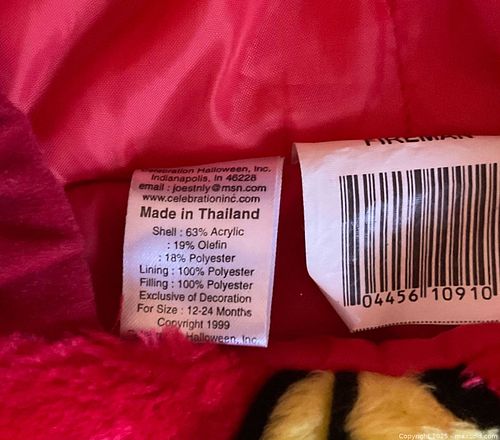 Celebration Halloween, Inc.
Indianapolis, In 46228
email : joestnly@msn.com
www.celebrationinc.com
Made in Thailand
Shell : 63% Acrylic
: 19% Olefin
: 18% Polyester
Lining : 100% Polyester
Filling : 100% Polyester
Exclusive of Decoration
For Size : 12-24 Months
Copyright 1999
Halloween, Inc.
FIREMAN
04456 10910